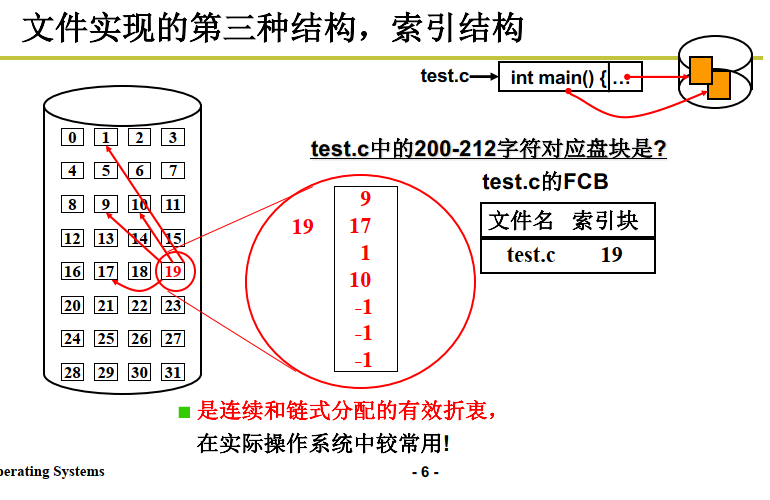 文件实现的第三种结构，索引结构
test.c
int main() { …
test.c中的200-212字符对应盘块是?
test.c的FCB
文件名 索引块
test.c 19
0 1 2 3
4 5 6 7
8 9 10 11
12 13 14 15
16 17 18 19
20 21 22 23
24 25 26 27
28 29 30 31
19
9
17
1
10
-1
-1
-1
是连续和链式分配的有效折衷，
在实际操作系统中较常用!
perating Systems
- 6 -